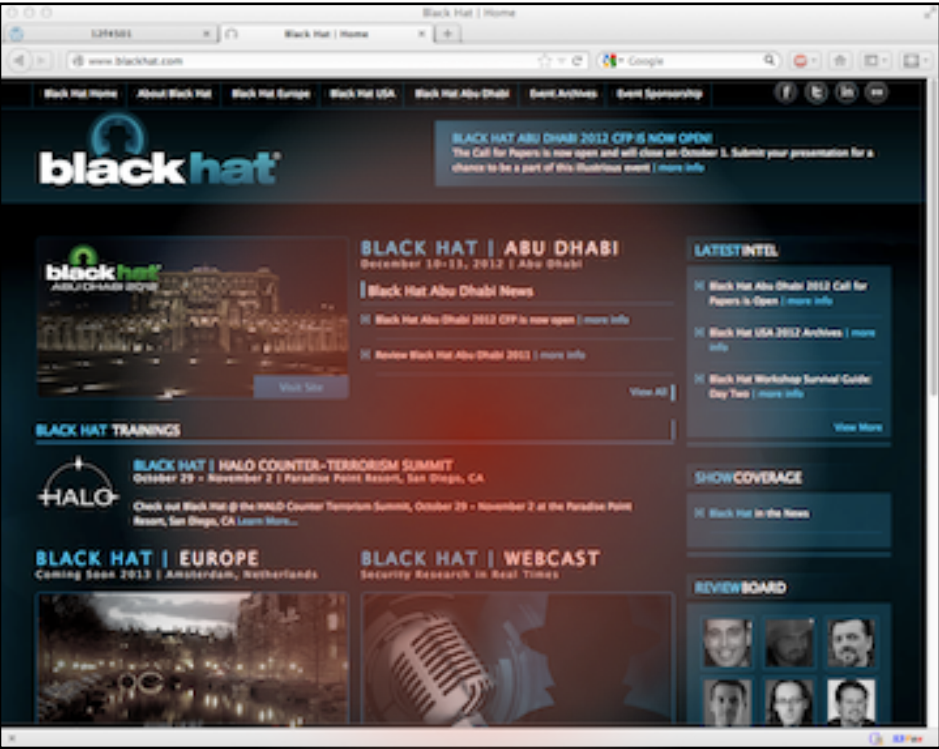 Black Hat | Home
12f4501
Black Hat | Home
www.blackhat.com
Google
Black Hat Home
About Black Hat
Black Hat Europe
Black Hat USA
Black Hat Abu Dhabi
Event Archives
Event Sponsorship
black hat
BLACK HAT ABU DHABI 2012 CFP IS NOW OPEN!
The Call for Papers is now open and will close on October 1. Submit your presentation for a
chance to be a part of this illustrious event | more info
black hat
ABU DHABI 2012
Visit Site
BLACK HAT | ABU DHABI
December 10-13, 2012 | Abu Dhabi
Black Hat Abu Dhabi News
Black Hat Abu Dhabi 2012 CFP is now open | more info
Review Black Hat Abu Dhabi 2011 | more info
View All
LATESTINTEL
Black Hat Abu Dhabi 2012 Call for
Papers is Open | more info
Black Hat USA 2012 Archives | more
info
Black Hat Workshop Survival Guide:
Day Two | more info
View More
BLACK HAT TRAININGS
HALO
BLACK HAT | HALO COUNTER-TERRORISM SUMMIT
October 29 - November 2 | Paradise Point Resort, San Diego, CA
Check out Black Hat @ the HALO Counter Terrorism Summit, October 29 - November 2 at the Paradise Point
Resort, San Diego, CA Learn More...
SHOWCOVERAGE
Black Hat in the News
BLACK HAT | EUROPE
Coming Soon 2013 | Amsterdam, Netherlands
BLACK HAT | WEBCAST
Security Research in Real Times
REVIEWBOARD